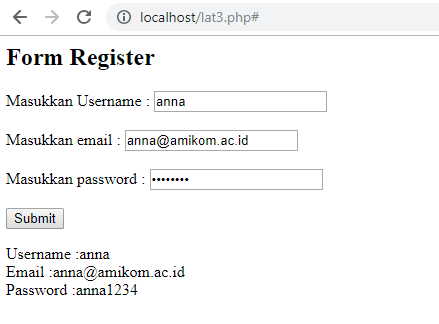 localhost/lat3.php#
Form Register
Masukkan Username : anna
Masukkan email : anna@amikom.ac.id
Masukkan password : ••••••••
Submit
Username :anna
Email :anna@amikom.ac.id
Password :anna1234